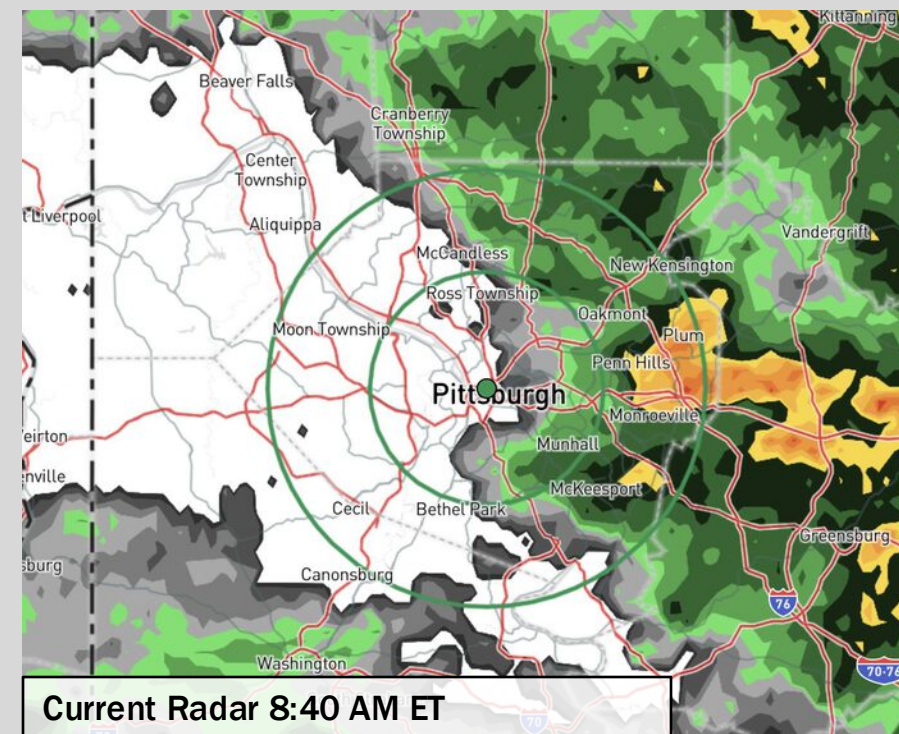 Kittanning
Beaver Falls
Cranberry
Township
Center
Township
t Liverpool
Aliquippa
Vandergrift
McCandless
New Kensington
Ross Township
Oakmont
Moon Township
Plum
Penn Hills
Pittsburgh
Monroeville
eirton
Munhall
enville
McKeesport
Cecil
Bethel Park
Greensburg
sburg
Canonsburg
76
Washington
70-76
Current Radar 8:40 AM ET
70